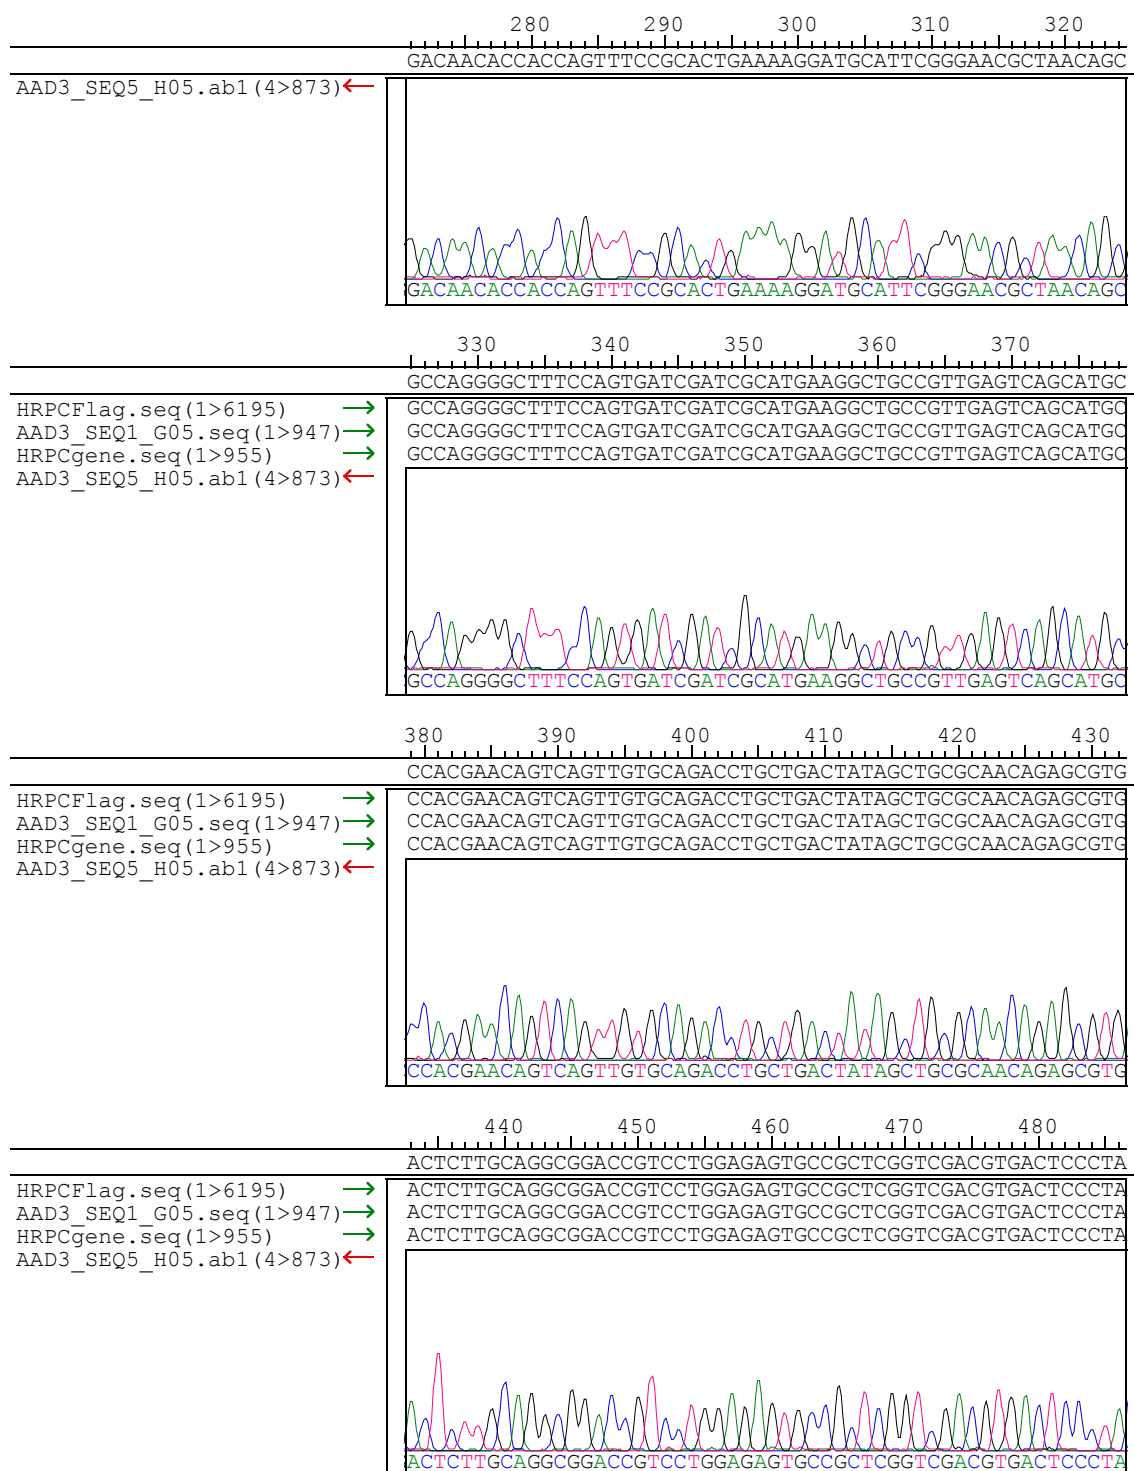 280 290 300 310 320
GACAACACCACCAGTTTCCGCACTGAAAAGGATGCATTCGGGAACGCTAACAGC
AAD3_SEQ5_H05.ab1(4>873)
GACAACACCACCAGTTTCCGCACTGAAAAGGATGCATTCGGGAACGCTAACAGC
330 340 350 360 370
GCCAGGGGCTTTCCAGTGATCGATCGCATGAAGGCTGCCGTTGAGTCAGCATGC
HRPCFlag.seq(1>6195) GCCAGGGGCTTTCCAGTGATCGATCGCATGAAGGCTGCCGTTGAGTCAGCATGC
AAD3_SEQ1_G05.seq(1>947) GCCAGGGGCTTTCCAGTGATCGATCGCATGAAGGCTGCCGTTGAGTCAGCATGC
HRPCgene.seq(1>955) GCCAGGGGCTTTCCAGTGATCGATCGCATGAAGGCTGCCGTTGAGTCAGCATGC
AAD3_SEQ5_H05.ab1(4>873)
GCCAGGGGCTTTCCAGTGATCGATCGCATGAAGGCTGCCGTTGAGTCAGCATGC
380 390 400 410 420 430
CCACGAACAGTCAGTTGTGCAGACCTGCTGACTATAGCTGCGCAACAGAGCGTG
HRPCFlag.seq(1>6195) CCACGAACAGTCAGTTGTGCAGACCTGCTGACTATAGCTGCGCAACAGAGCGTG
AAD3_SEQ1_G05.seq(1>947) CCACGAACAGTCAGTTGTGCAGACCTGCTGACTATAGCTGCGCAACAGAGCGTG
HRPCgene.seq(1>955) CCACGAACAGTCAGTTGTGCAGACCTGCTGACTATAGCTGCGCAACAGAGCGTG
AAD3_SEQ5_H05.ab1(4>873)
CCACGAACAGTCAGTTGTGCAGACCTGCTGACTATAGCTGCGCAACAGAGCGTG
440 450 460 470 480
ACTCTTGCAGGCGGACCGTCCTGGAGAGTGCCGCTCGGTCGACGTGACTCCCTA
HRPCFlag.seq(1>6195) ACTCTTGCAGGCGGACCGTCCTGGAGAGTGCCGCTCGGTCGACGTGACTCCCTA
AAD3_SEQ1_G05.seq(1>947) ACTCTTGCAGGCGGACCGTCCTGGAGAGTGCCGCTCGGTCGACGTGACTCCCTA
HRPCgene.seq(1>955) ACTCTTGCAGGCGGACCGTCCTGGAGAGTGCCGCTCGGTCGACGTGACTCCCTA
AAD3_SEQ5_H05.ab1(4>873)
ACTCTTGCAGGCGGACCGTCCTGGAGAGTGCCGCTCGGTCGACGTGACTCCCTA